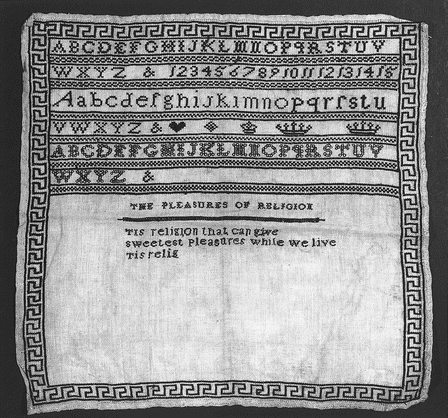 ABCDEFGHIJKLMNOPQRSTUV
WXYZ & 123456789101112131415
Aabcdefghijklmnopqrſstu
VWXYZ &
ABCDEFGHIJKLMNOPQRSTUV
WXYZ &
THE PLEASURES OF RELIGION
Tis religion that can give
sweetest pleasures while we live
Tis relig